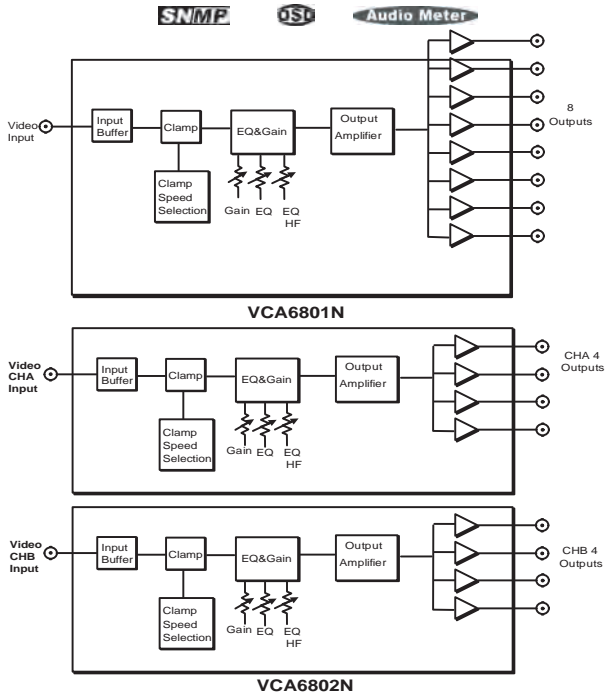 SNMP OSD Audio Meter
Video
Input
Input
Buffer
Clamp
Clamp
Speed
Selection
EQ&Gain
Gain EQ EQ
HF
Output
Amplifier
8
Outputs
VCA6801N
Video
CHA
Input
Input
Buffer
Clamp
Clamp
Speed
Selection
EQ&Gain
Gain EQ EQ
HF
Output
Amplifier
CHA 4
Outputs
Video
CHB
Input
Input
Buffer
Clamp
Clamp
Speed
Selection
EQ&Gain
Gain EQ EQ
HF
Output
Amplifier
CHB 4
Outputs
VCA6802N